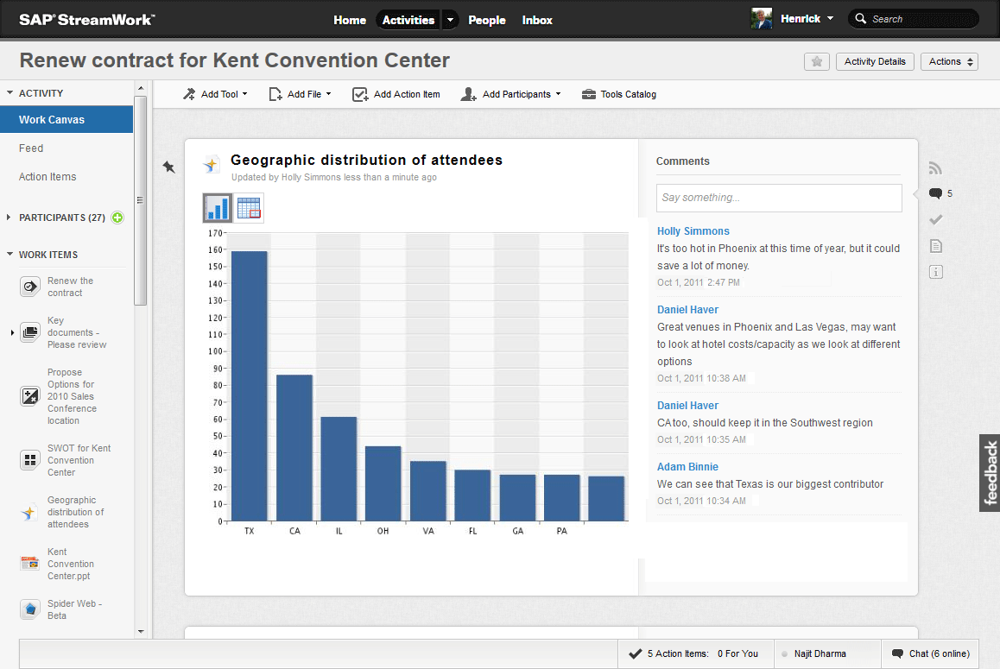 SAP® StreamWork™
Home
Activities
People
Inbox
Henrick
Search
Renew contract for Kent Convention Center
Activity Details
Actions
ACTIVITY
Work Canvas
Feed
Action Items
PARTICIPANTS (27)
WORK ITEMS
Renew the
contract
Key
documents -
Please review
Propose
Options for
2010 Sales
Conference
location
SWOT for Kent
Convention
Center
Geographic
distribution of
attendees
Kent
Convention
Center.ppt
Spider Web -
Beta
Add Tool
Add File
Add Action Item
Add Participants
Tools Catalog
Geographic distribution of attendees
Updated by Holly Simmons less than a minute ago
170
160
150
140
130
120
110
100
90
80
70
60
50
40
30
20
10
0
TX CA IL OH VA FL GA PA
Comments
Say something...
Holly Simmons
It's too hot in Phoenix at this time of year, but it could
save a lot of money.
Oct 1, 2011 2:47 PM
Daniel Haver
Great venues in Phoenix and Las Vegas, may want
to look at hotel costs/capacity as we look at different
options
Oct 1, 2011 10:38 AM
Daniel Haver
CA too, should keep it in the Southwest region
Oct 1, 2011 10:35 AM
Adam Binnie
We can see that Texas is our biggest contributor
Oct 1, 2011 10:34 AM
5
feedback
5 Action Items: 0 For You
Najit Dharma
Chat (6 online)